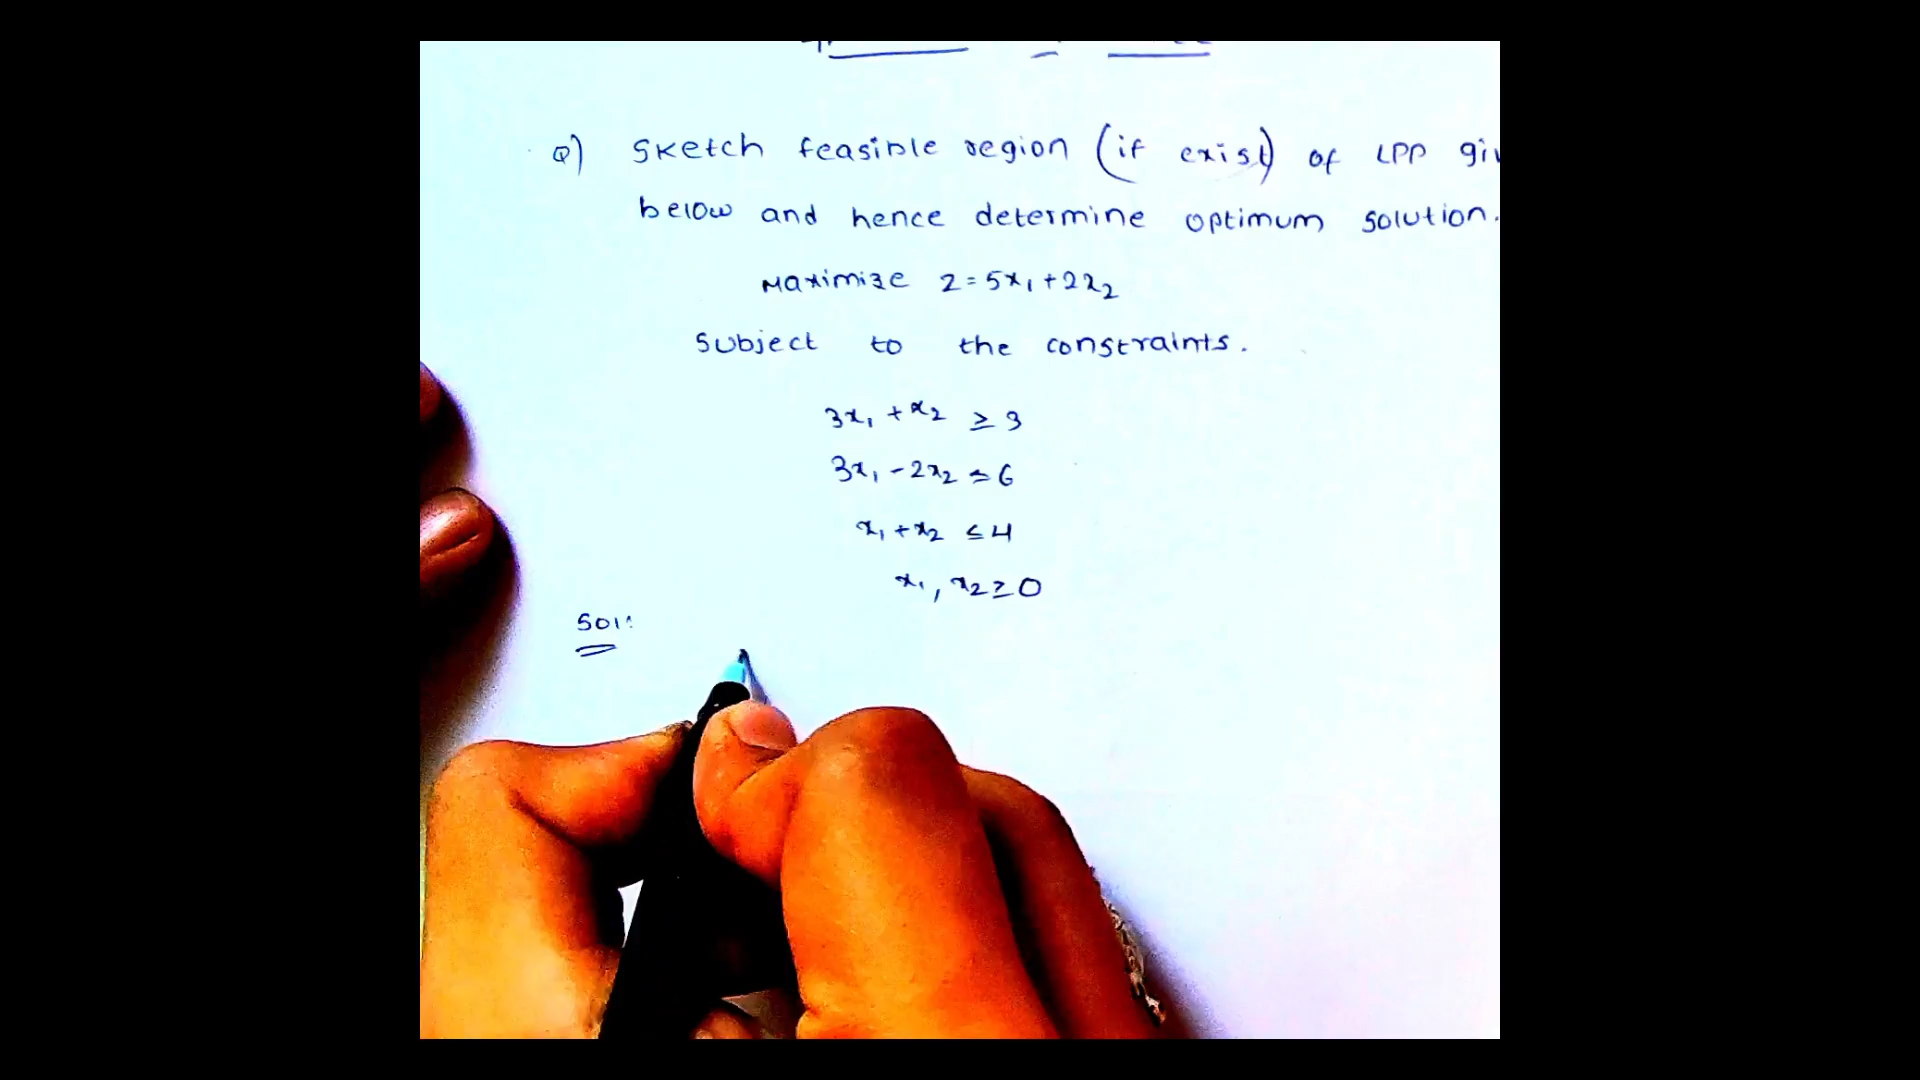 Q) Sketch feasible region (if exist) of LPP
below and hence determine optimum solution.
Maximize Z=5x₁+2x₂
Subject to the constraints.
3x₁ + x₂ ≥ 3
3x₁ - 2x₂ ≤ 6
x₁ + x₂ ≤ 4
x₁, x₂ ≥ 0
Sol: